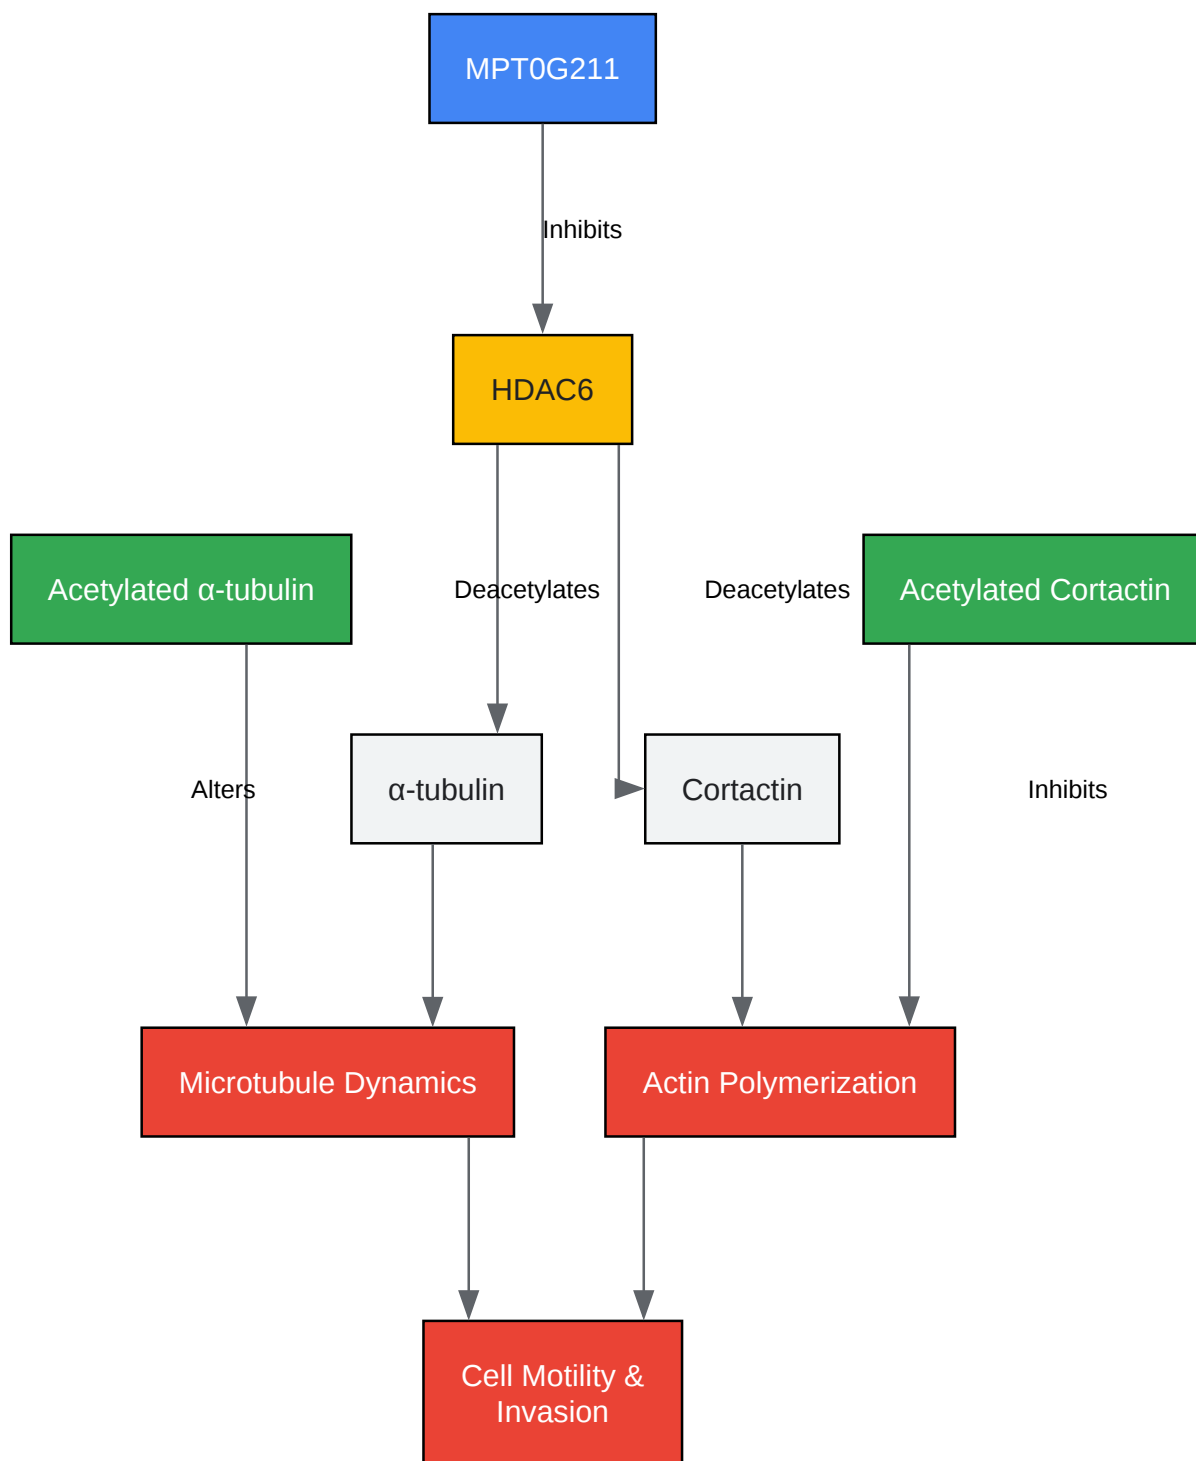 MPT0G211
Inhibits
HDAC6
Acetylated α-tubulin
Deacetylates
Deacetylates
Acetylated Cortactin
Alters
α-tubulin
Cortactin
Inhibits
Microtubule Dynamics
Actin Polymerization
Cell Motility &
Invasion